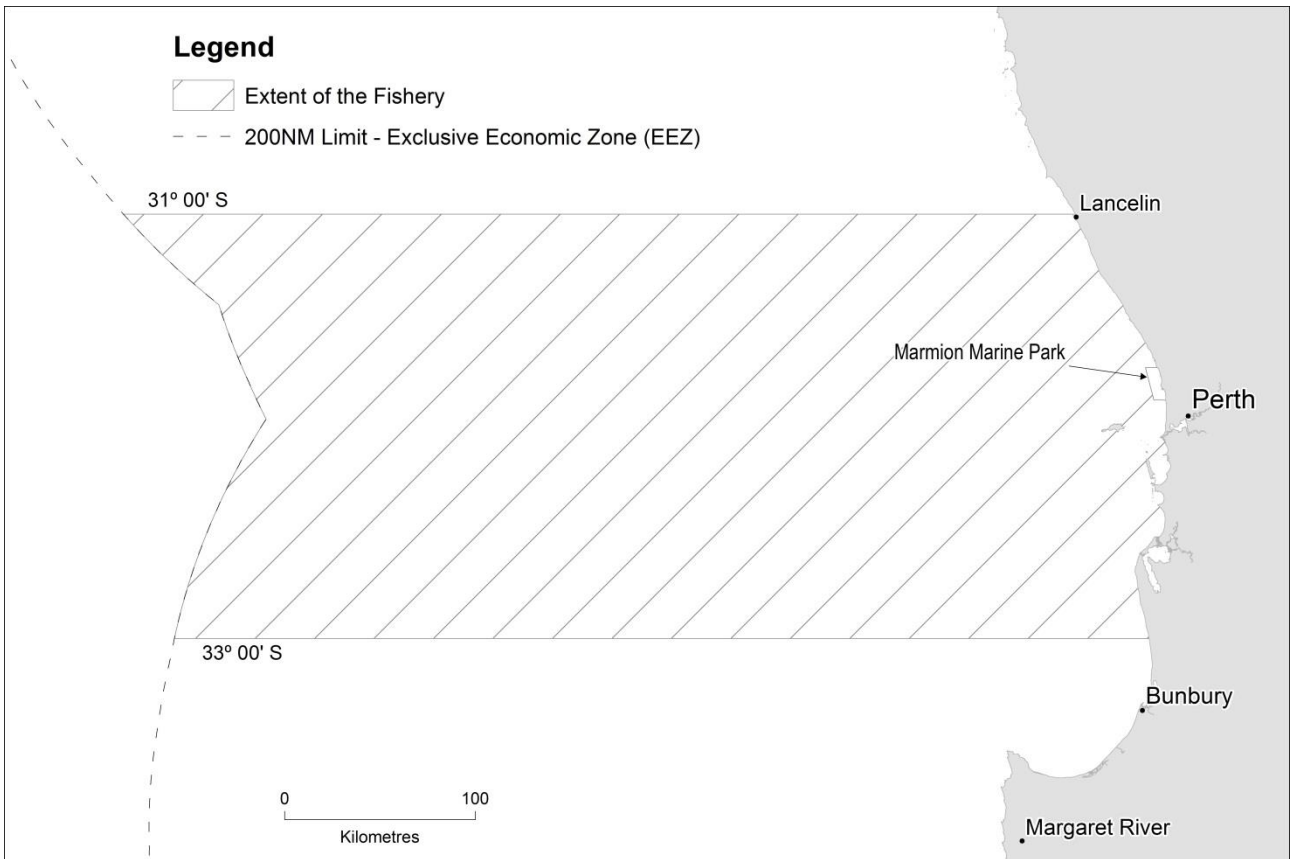 Legend
Extent of the Fishery
200NM Limit - Exclusive Economic Zone (EEZ)
31º 00' S
Lancelin
Marmion Marine Park
Perth
33º 00' S
Bunbury
0 100
Kilometres
Margaret River